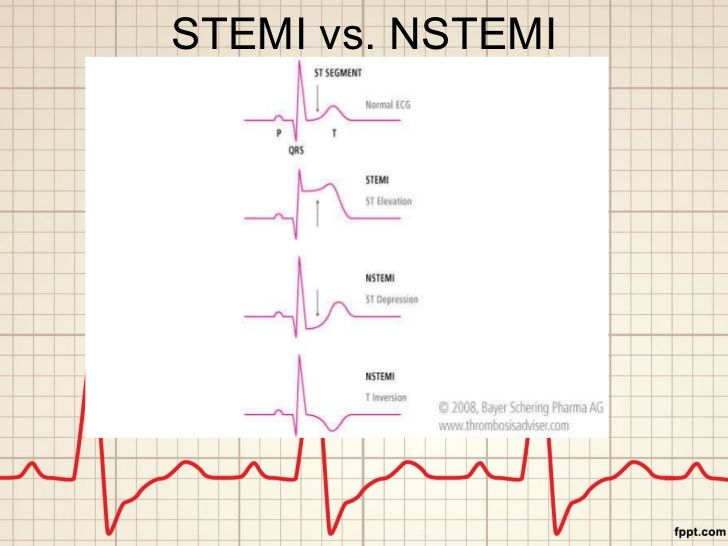 STEMI vs. NSTEMI
ST SEGMENT
Normal ECG
P
T
QRS
STEMI
ST Elevation
NSTEMI
ST Depression
NSTEMI
T Inversion
© 2008, Bayer Schering Pharma AG
www.thrombosisadviser.com
fppt.com